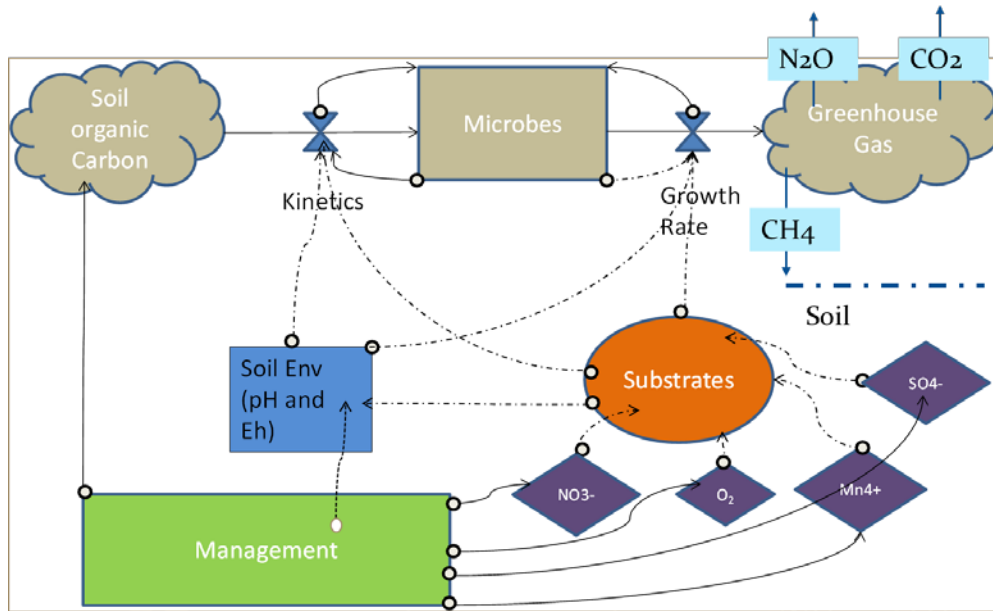 N2O
CO2
Soil
organic
Carbon
Microbes
Greenhouse
Gas
Kinetics
Growth
Rate
CH4
Soil
Soil Env
(pH and
Eh)
Substrates
SO4-
NO3-
O₂
Mn4+
Management